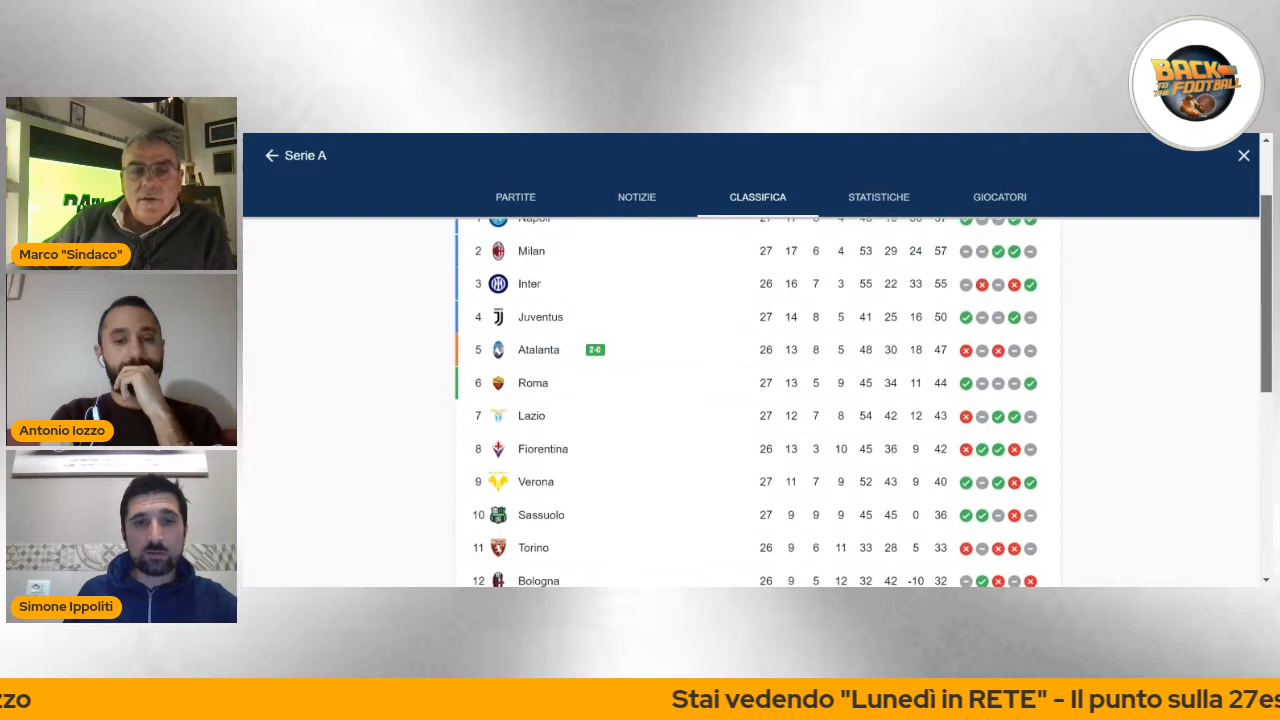 BACK
TO THE FOOTBALL
← Serie A
PARTITE NOTIZIE CLASSIFICA STATISTICHE GIOCATORI
Napoli
2 Milan 27 17 6 4 53 29 24 57
3 Inter 26 16 7 3 55 22 33 55
4 Juventus 27 14 8 5 41 25 16 50
5 Atalanta 2-0 26 13 8 5 48 30 18 47
6 Roma 27 13 5 9 45 34 11 44
7 Lazio 27 12 7 8 54 42 12 43
8 Fiorentina 26 13 3 10 45 36 9 42
9 Verona 27 11 7 9 52 43 9 40
10 Sassuolo 27 9 9 9 45 45 0 36
11 Torino 26 9 6 11 33 28 5 33
12 Bologna 26 9 5 12 32 42 -10 32
Marco "Sindaco"
Antonio Iozzo
Simone Ippoliti
zzo Stai vedendo "Lunedì in RETE" - Il punto sulla 27es